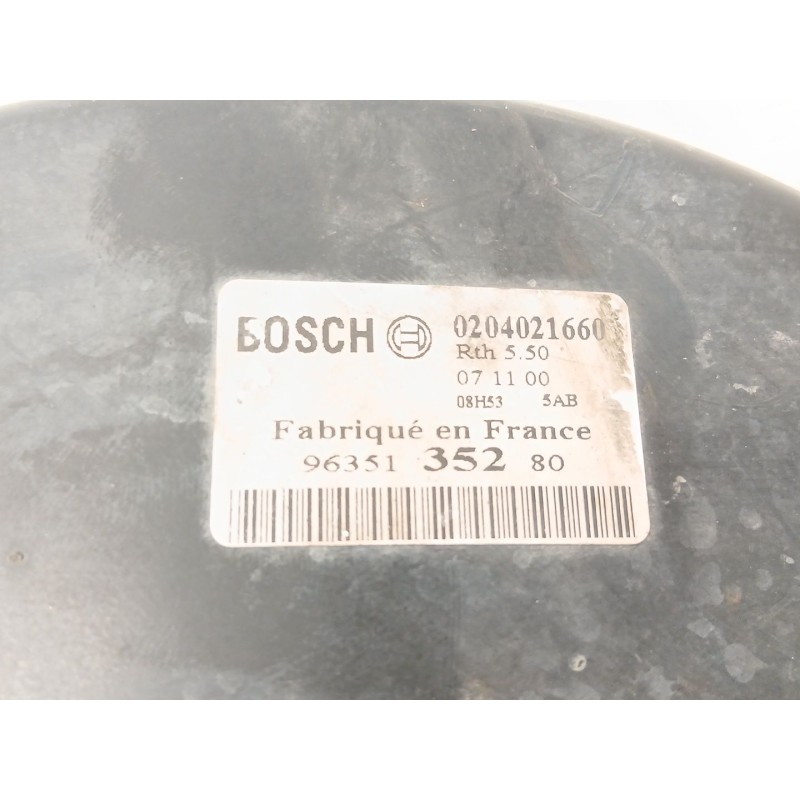 BOSCH 0204021660
Rth 5.50
07 11 00
08H53 5AB
Fabriqué en France
96351 352 80